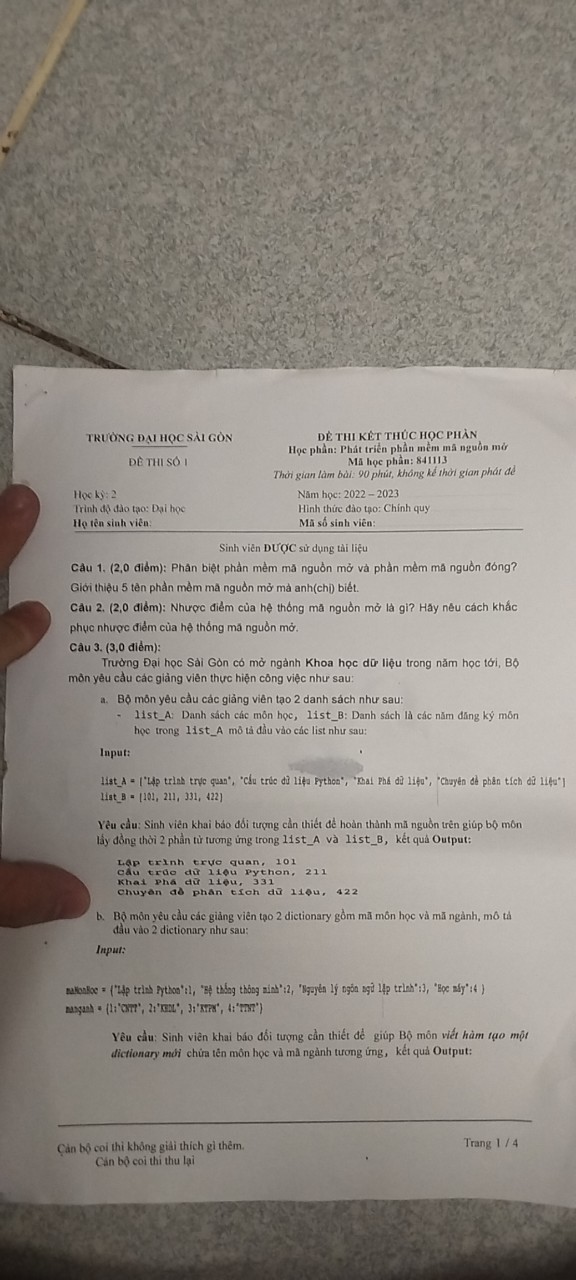 TRƯỜNG ĐẠI HỌC SÀI GÒN
ĐỀ THI SỐ 1
ĐỀ THI KẾT THÚC HỌC PHẦN
Học phần: Phát triển phần mềm mã nguồn mở
Mã học phần: 841113
Thời gian làm bài: 90 phút, không kể thời gian phát đề
Học kỳ: 2
Năm học: 2022 – 2023
Trình độ đào tạo: Đại học
Hình thức đào tạo: Chính quy
Họ tên sinh viên:
Mã số sinh viên:
Sinh viên ĐƯỢC sử dụng tài liệu
Câu 1. (2,0 điểm): Phân biệt phần mềm mã nguồn mở và phần mềm mã nguồn đóng?
Giới thiệu 5 tên phần mềm mã nguồn mở mà anh(chị) biết.
Câu 2. (2,0 điểm): Nhược điểm của hệ thống mã nguồn mở là gì? Hãy nêu cách khắc
phục nhược điểm của hệ thống mã nguồn mở.
Câu 3. (3,0 điểm):
Trường Đại học Sài Gòn có mở ngành Khoa học dữ liệu trong năm học tới, Bộ
môn yêu cầu các giảng viên thực hiện công việc như sau:
a. Bộ môn yêu cầu các giảng viên tạo 2 danh sách như sau:
- list_A: Danh sách các môn học, list_B: Danh sách là các năm đăng ký môn
học trong list_A mô tả đầu vào các list như sau:
Input:
list_A = ["Lập trình trực quan", "Cấu trúc dữ liệu Python", "Khai Phá dữ liệu", "Chuyên đề phân tích dữ liệu"]
list_B = [101, 211, 331, 422]
Yêu cầu: Sinh viên khai báo đối tượng cần thiết để hoàn thành mã nguồn trên giúp bộ môn
lấy đồng thời 2 phần tử tương ứng trong list_A và list_B, kết quả Output:
Lập trình trực quan, 101
Cấu trúc dữ liệu Python, 211
Khai Phá dữ liệu, 331
Chuyên đề phân tích dữ liệu, 422
b. Bộ môn yêu cầu các giảng viên tạo 2 dictionary gồm mã môn học và mã ngành, mô tả
đầu vào 2 dictionary như sau:
Input:
maMonHoc = {"Lập trình Python":1, "Hệ thống thông minh":2, "Nguyên lý ngôn ngữ lập trình":3, "Học máy":4 }
manganh = {1:"CNTT", 2:"KHDL", 3:"KTPM", 4:"TTNT"}
Yêu cầu: Sinh viên khai báo đối tượng cần thiết để giúp Bộ môn viết hàm tạo một
dictionary mới chứa tên môn học và mã ngành tương ứng, kết quả Output:
Cán bộ coi thi không giải thích gì thêm.
Trang 1 / 4
Cán bộ coi thi thu lại